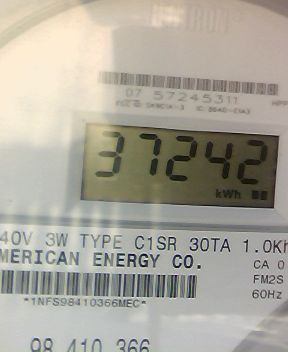 07 57245311
37242
kWh
40V 3W TYPE C1SR 30TA 1.0Kh
MERICAN ENERGY CO.
CA 0
FM2S
60Hz
*1NFS98410366MEC*
98 410 366